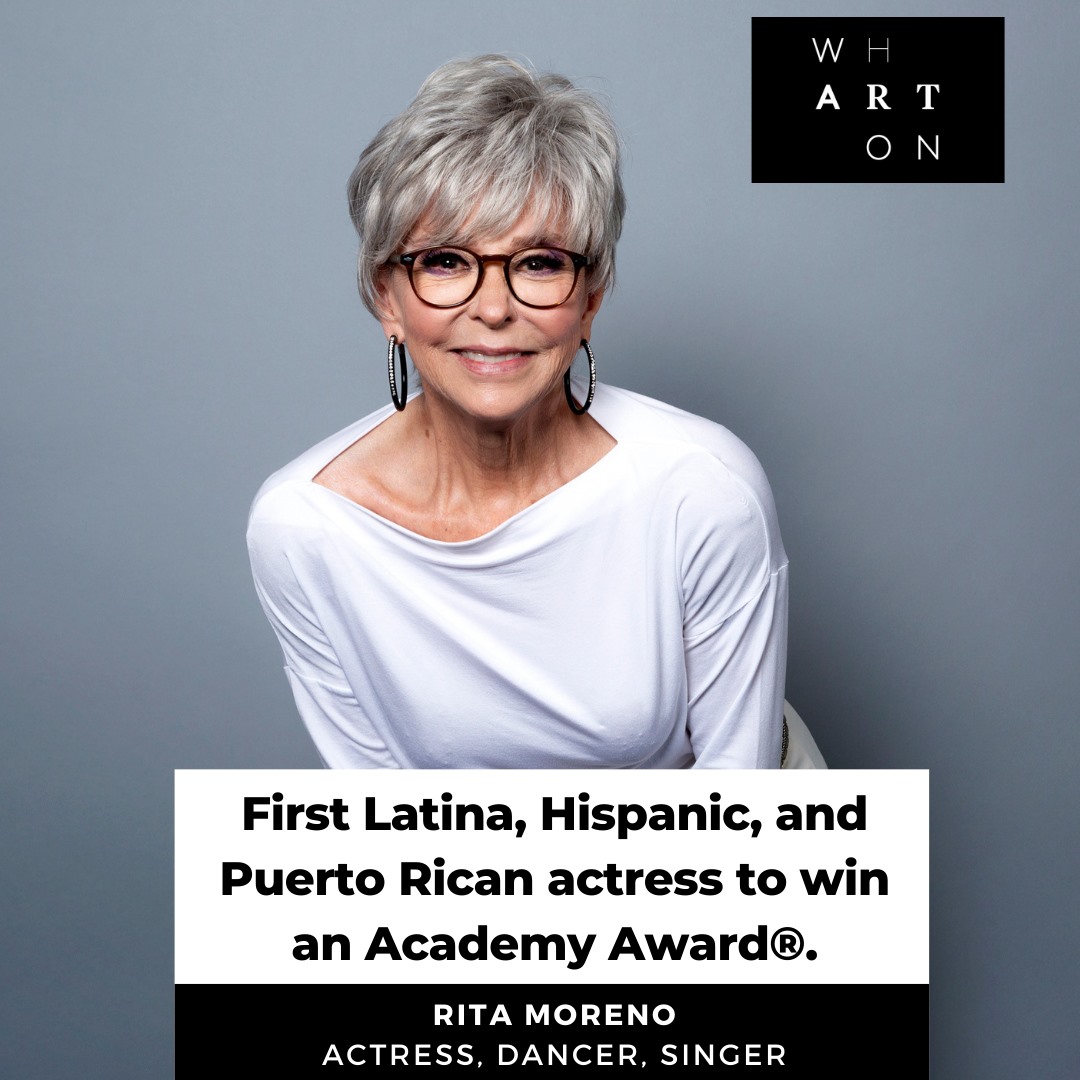 W H
A R T
O N
First Latina, Hispanic, and
Puerto Rican actress to win
an Academy Award®.
RITA MORENO
ACTRESS, DANCER, SINGER